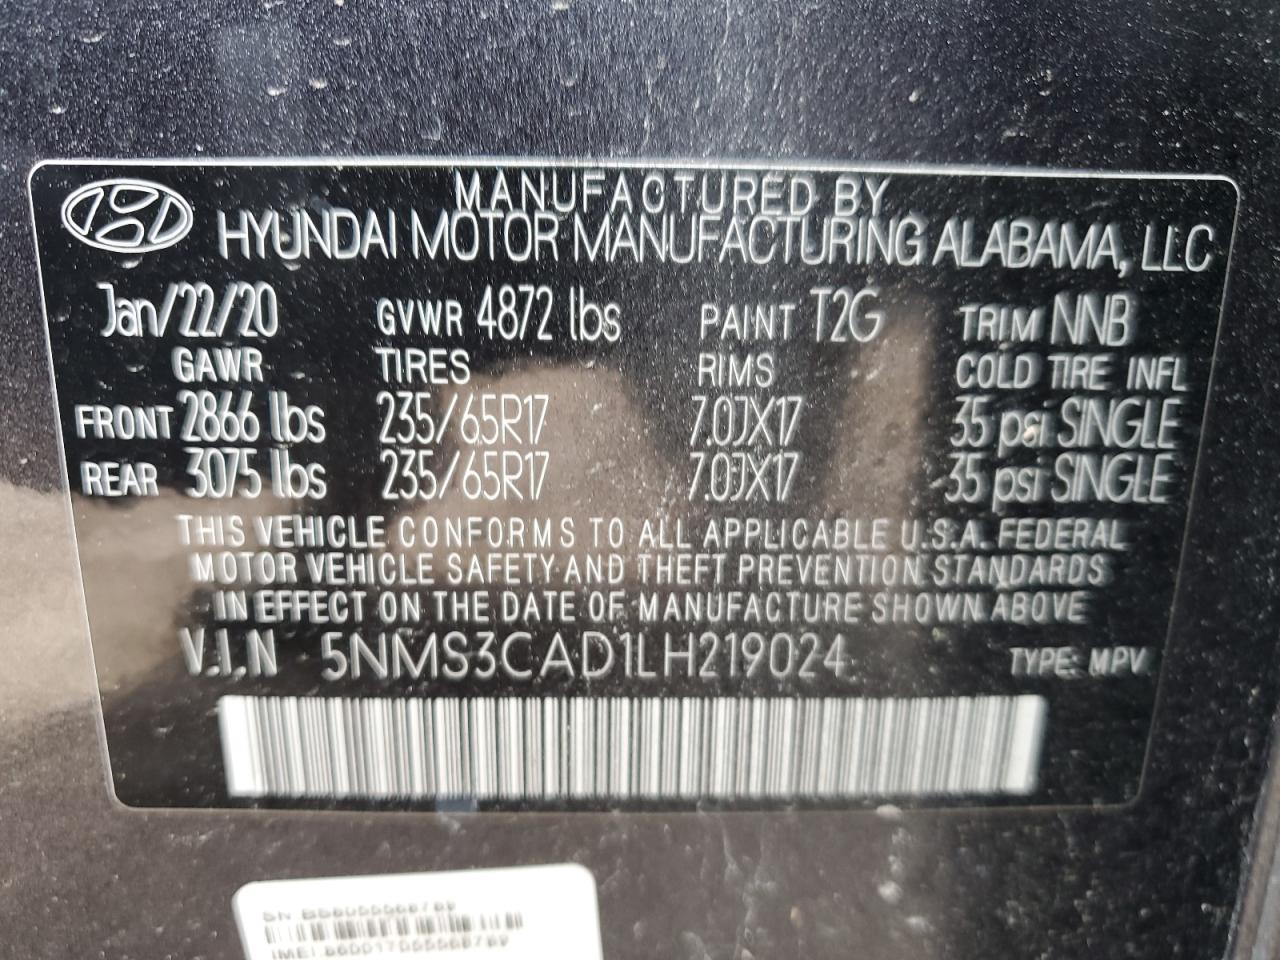 MANUFACTURED BY
HYUNDAI MOTOR MANUFACTURING ALABAMA, LLC
Jan/22/20 GVWR 4872 lbs PAINT T2G TRIM NNB
GAWR TIRES RIMS COLD TIRE INFL
FRONT 2866 lbs 235/65R17 7.0JX17 35 psi SINGLE
REAR 3075 lbs 235/65R17 7.0JX17 35 psi SINGLE
THIS VEHICLE CONFORMS TO ALL APPLICABLE U.S.A. FEDERAL
MOTOR VEHICLE SAFETY AND THEFT PREVENTION STANDARDS
IN EFFECT ON THE DATE OF MANUFACTURE SHOWN ABOVE
V.I.N 5NMS3CAD1LH219024 TYPE: MPV